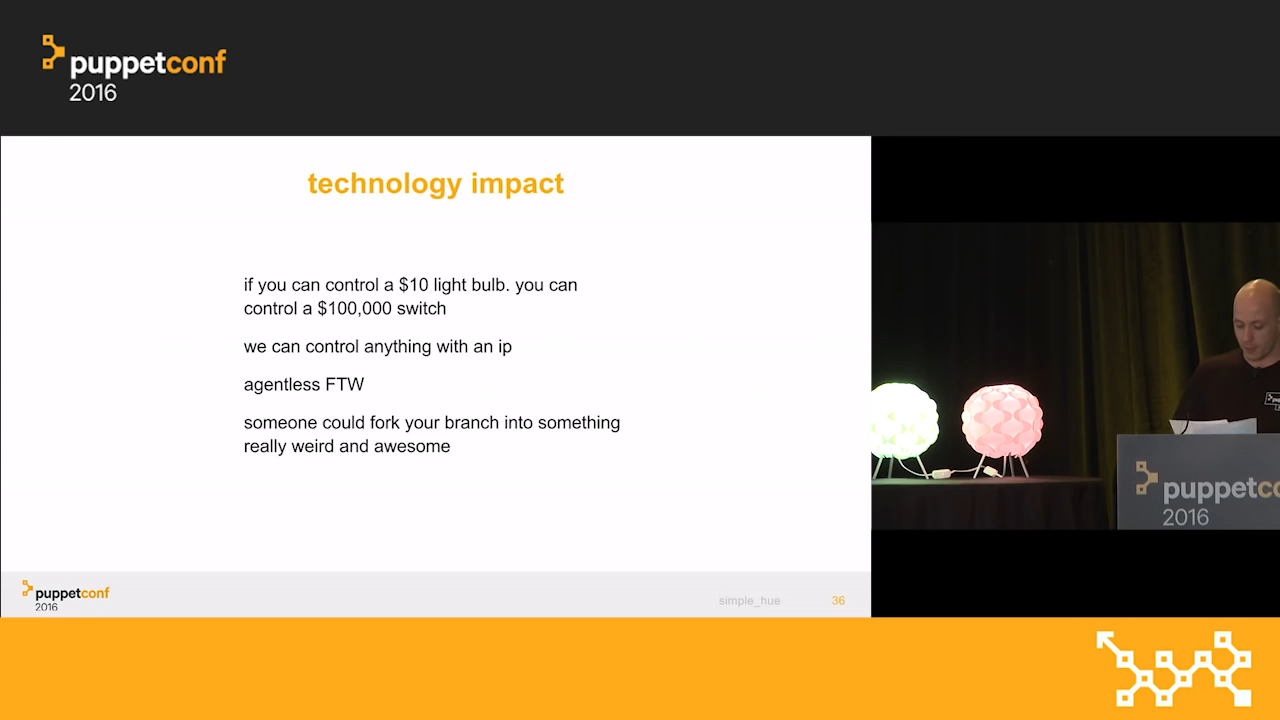 puppetconf
2016
technology impact
if you can control a $10 light bulb. you can
control a $100,000 switch
we can control anything with an ip
agentless FTW
someone could fork your branch into something
really weird and awesome
puppetconf
2016
simple_hue
36
2016